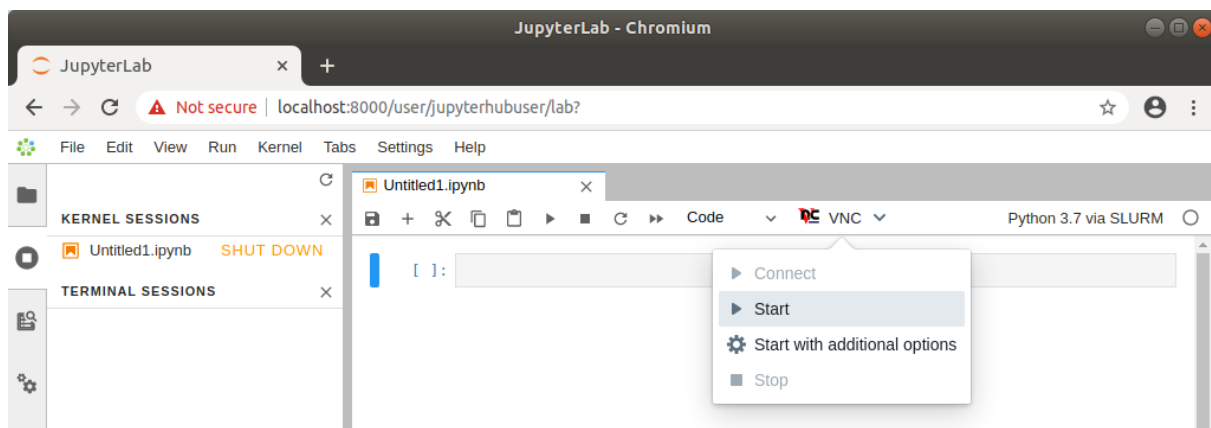 JupyterLab - Chromium
JupyterLab
Not secure | localhost:8000/user/jupyterhubuser/lab?
File Edit View Run Kernel Tabs Settings Help
Untitled1.ipynb
KERNEL SESSIONS
Code VNC Python 3.7 via SLURM
Untitled1.ipynb SHUT DOWN
[ ]:
TERMINAL SESSIONS
Connect
Start
Start with additional options
Stop